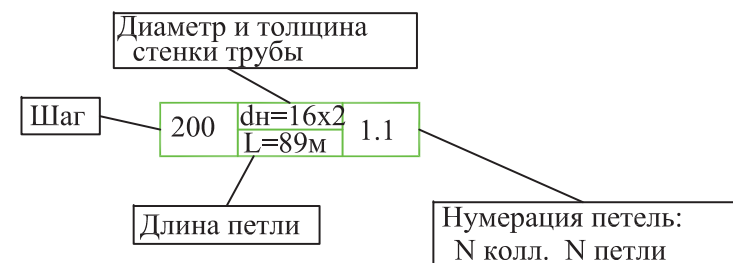 Диаметр и толщина
стенки трубы
Шаг
200
dн=16х2
L=89м
1.1
Длина петли
Нумерация петель:
N колл. N петли